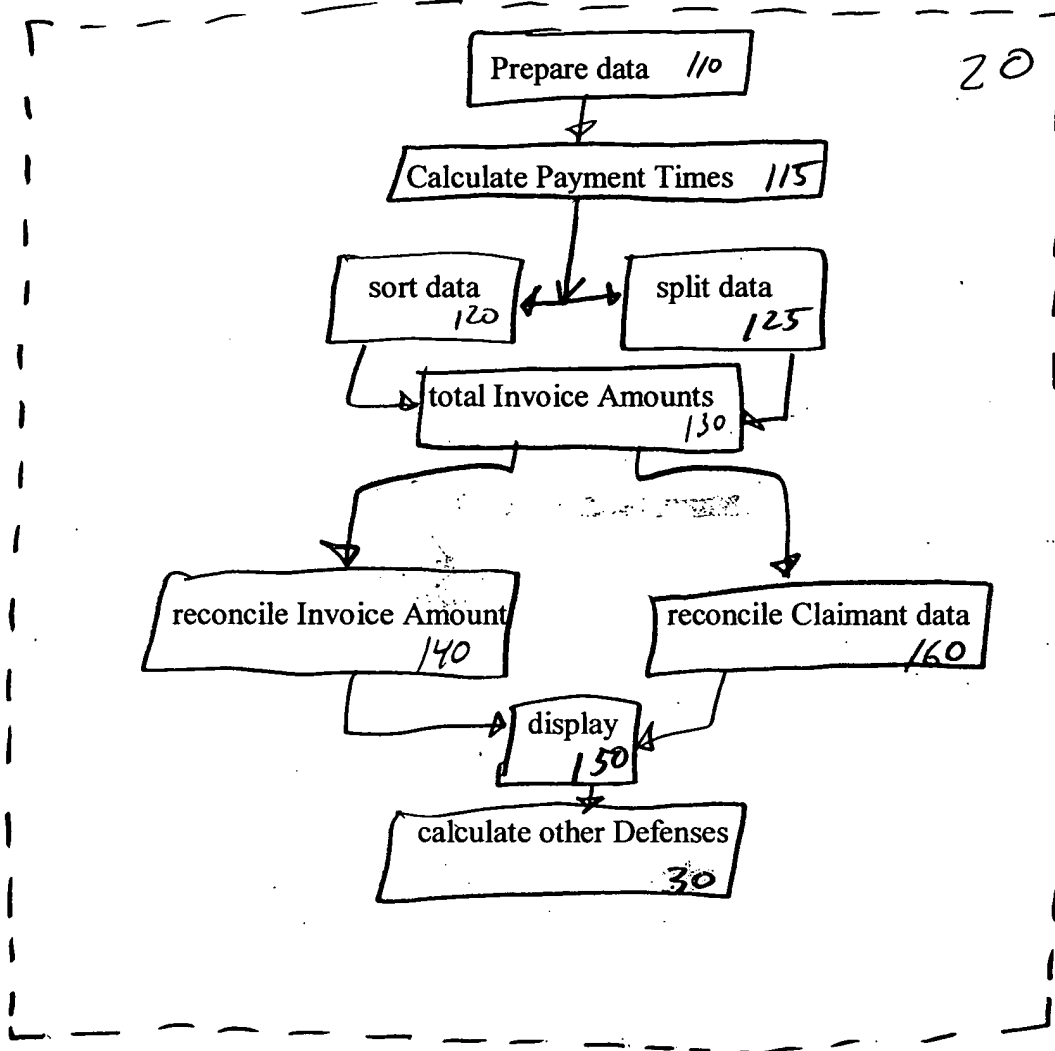 20
Prepare data 110
Calculate Payment Times 115
sort data
120
split data
125
total Invoice Amounts
130
reconcile Invoice Amount
140
reconcile Claimant data
160
display
150
calculate other Defenses
30